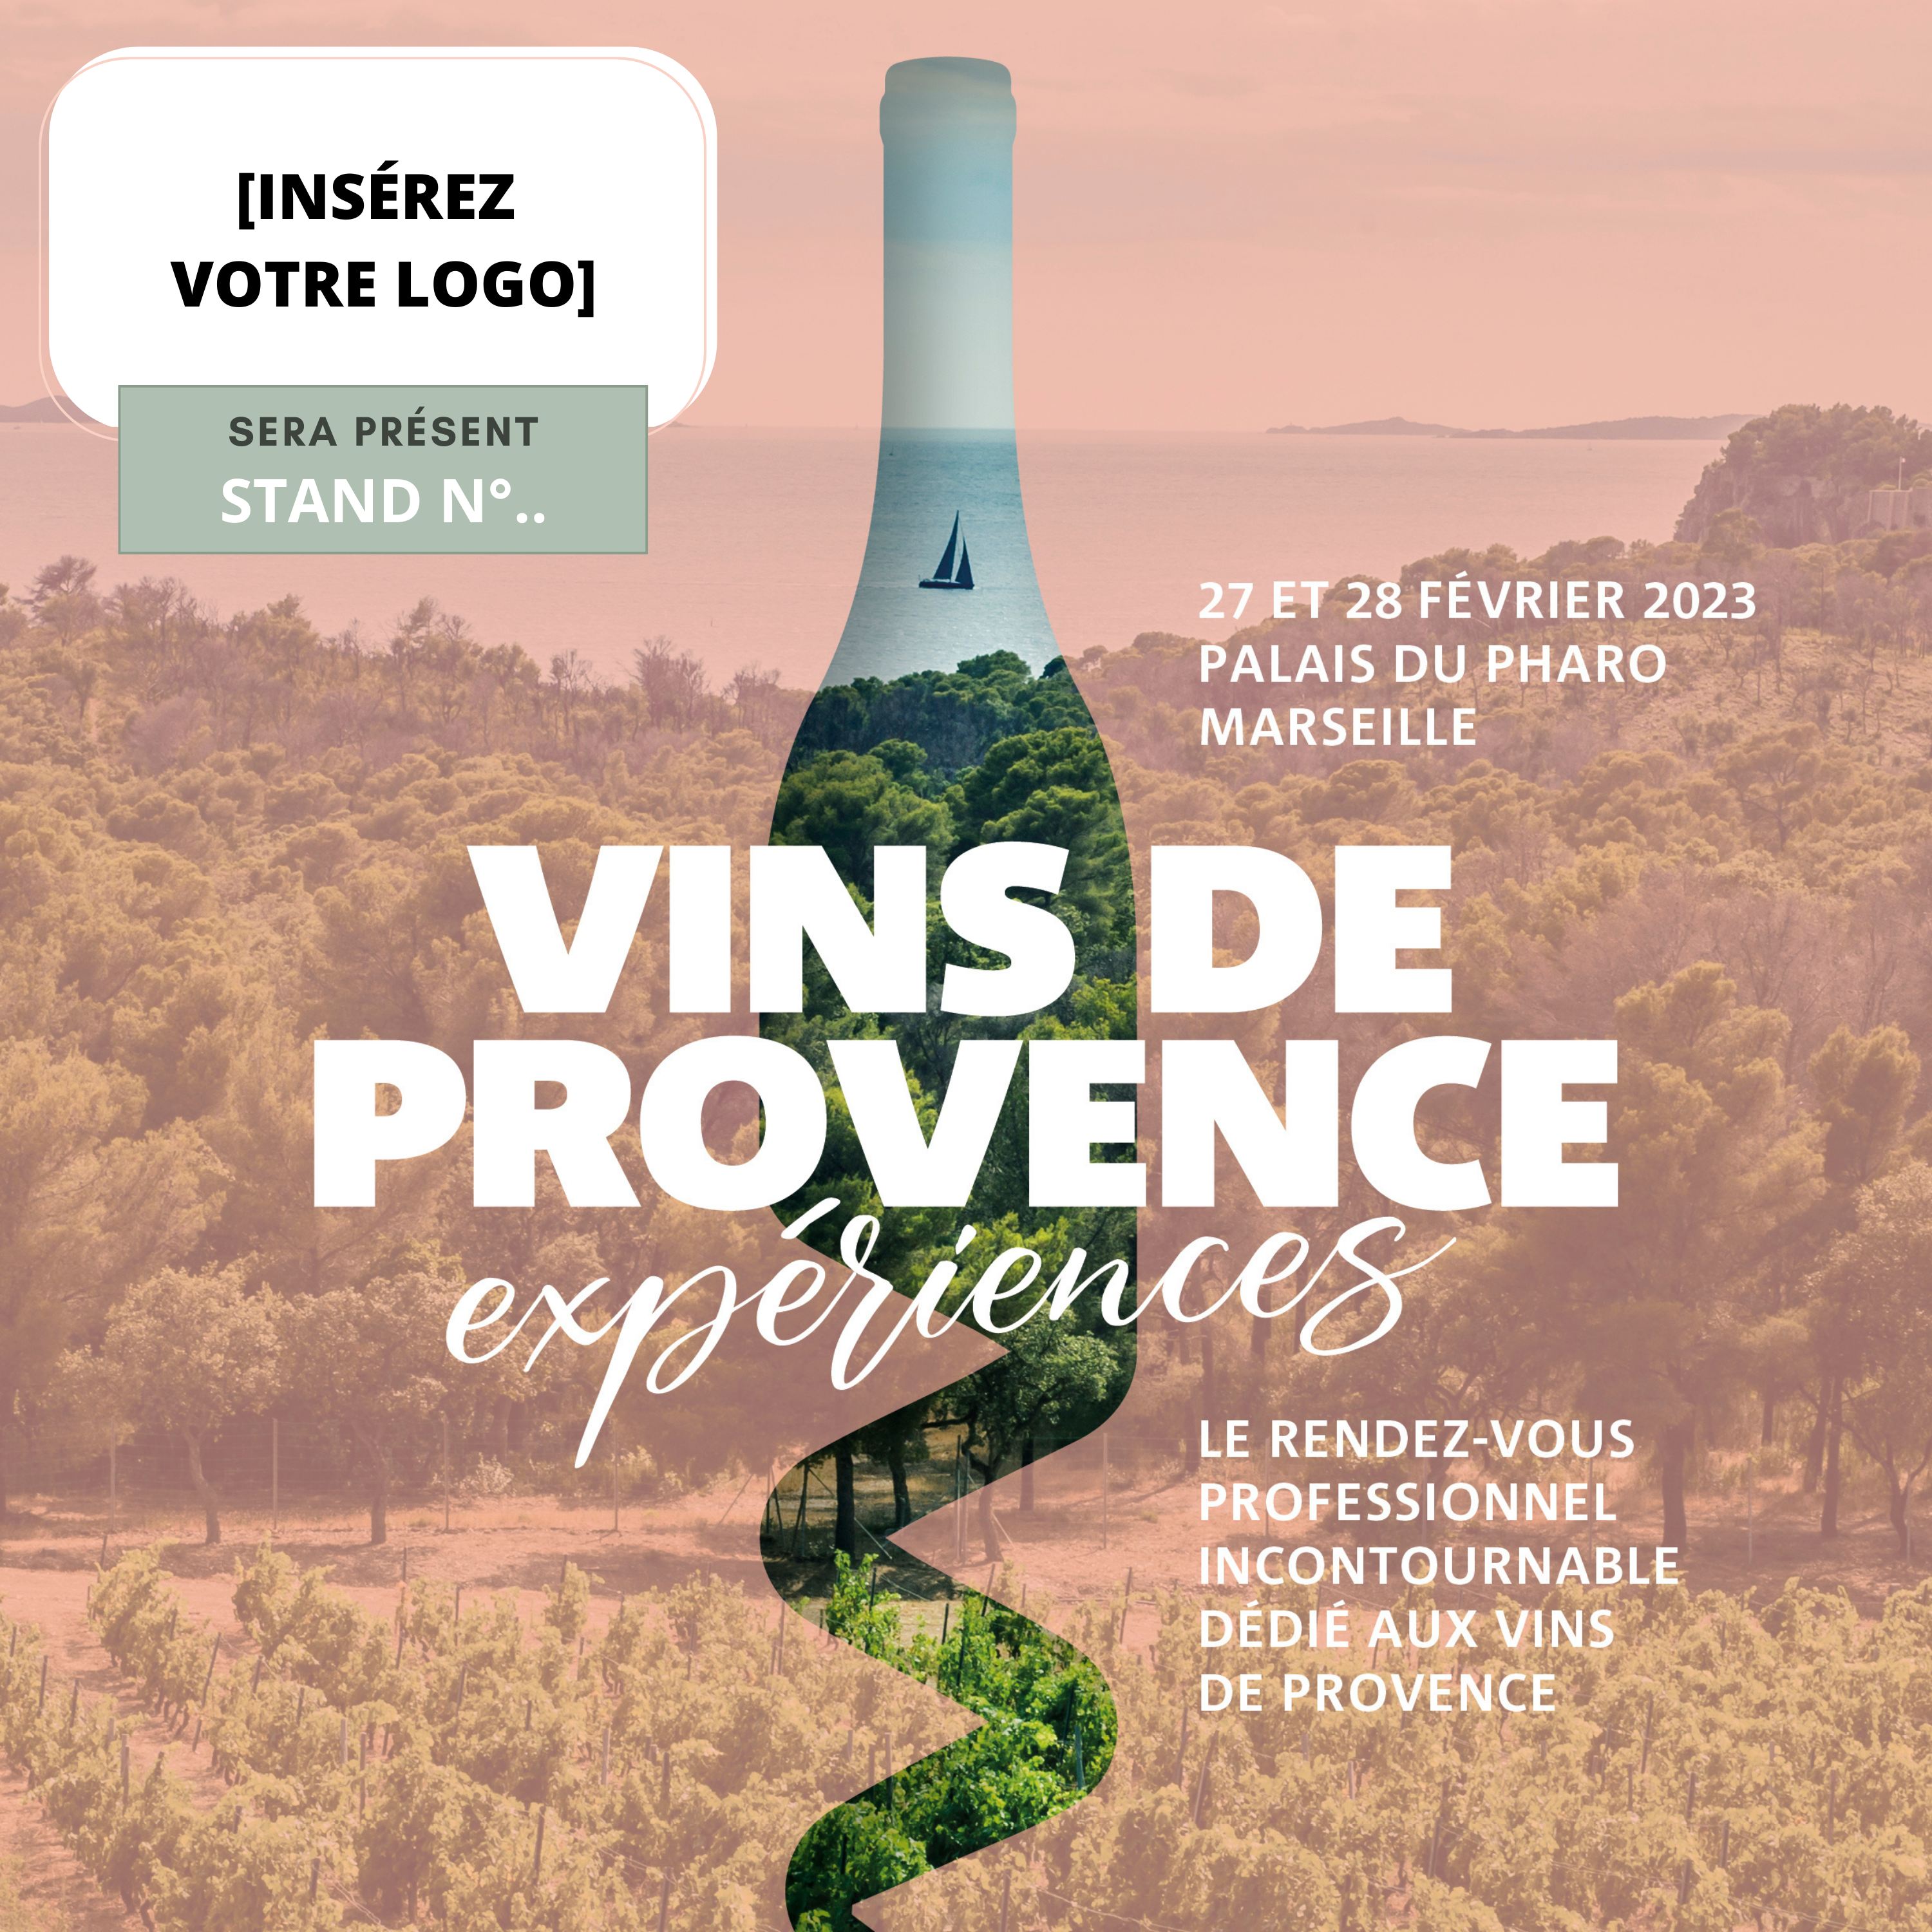 [INSÉREZ
VOTRE LOGO]
SERA PRÉSENT
STAND N°..
27 ET 28 FÉVRIER 2023
PALAIS DU PHARO
MARSEILLE
VINS DE
PROVENCE
expériences
LE RENDEZ-VOUS
PROFESSIONNEL
INCONTOURNABLE
DÉDIÉ AUX VINS
DE PROVENCE